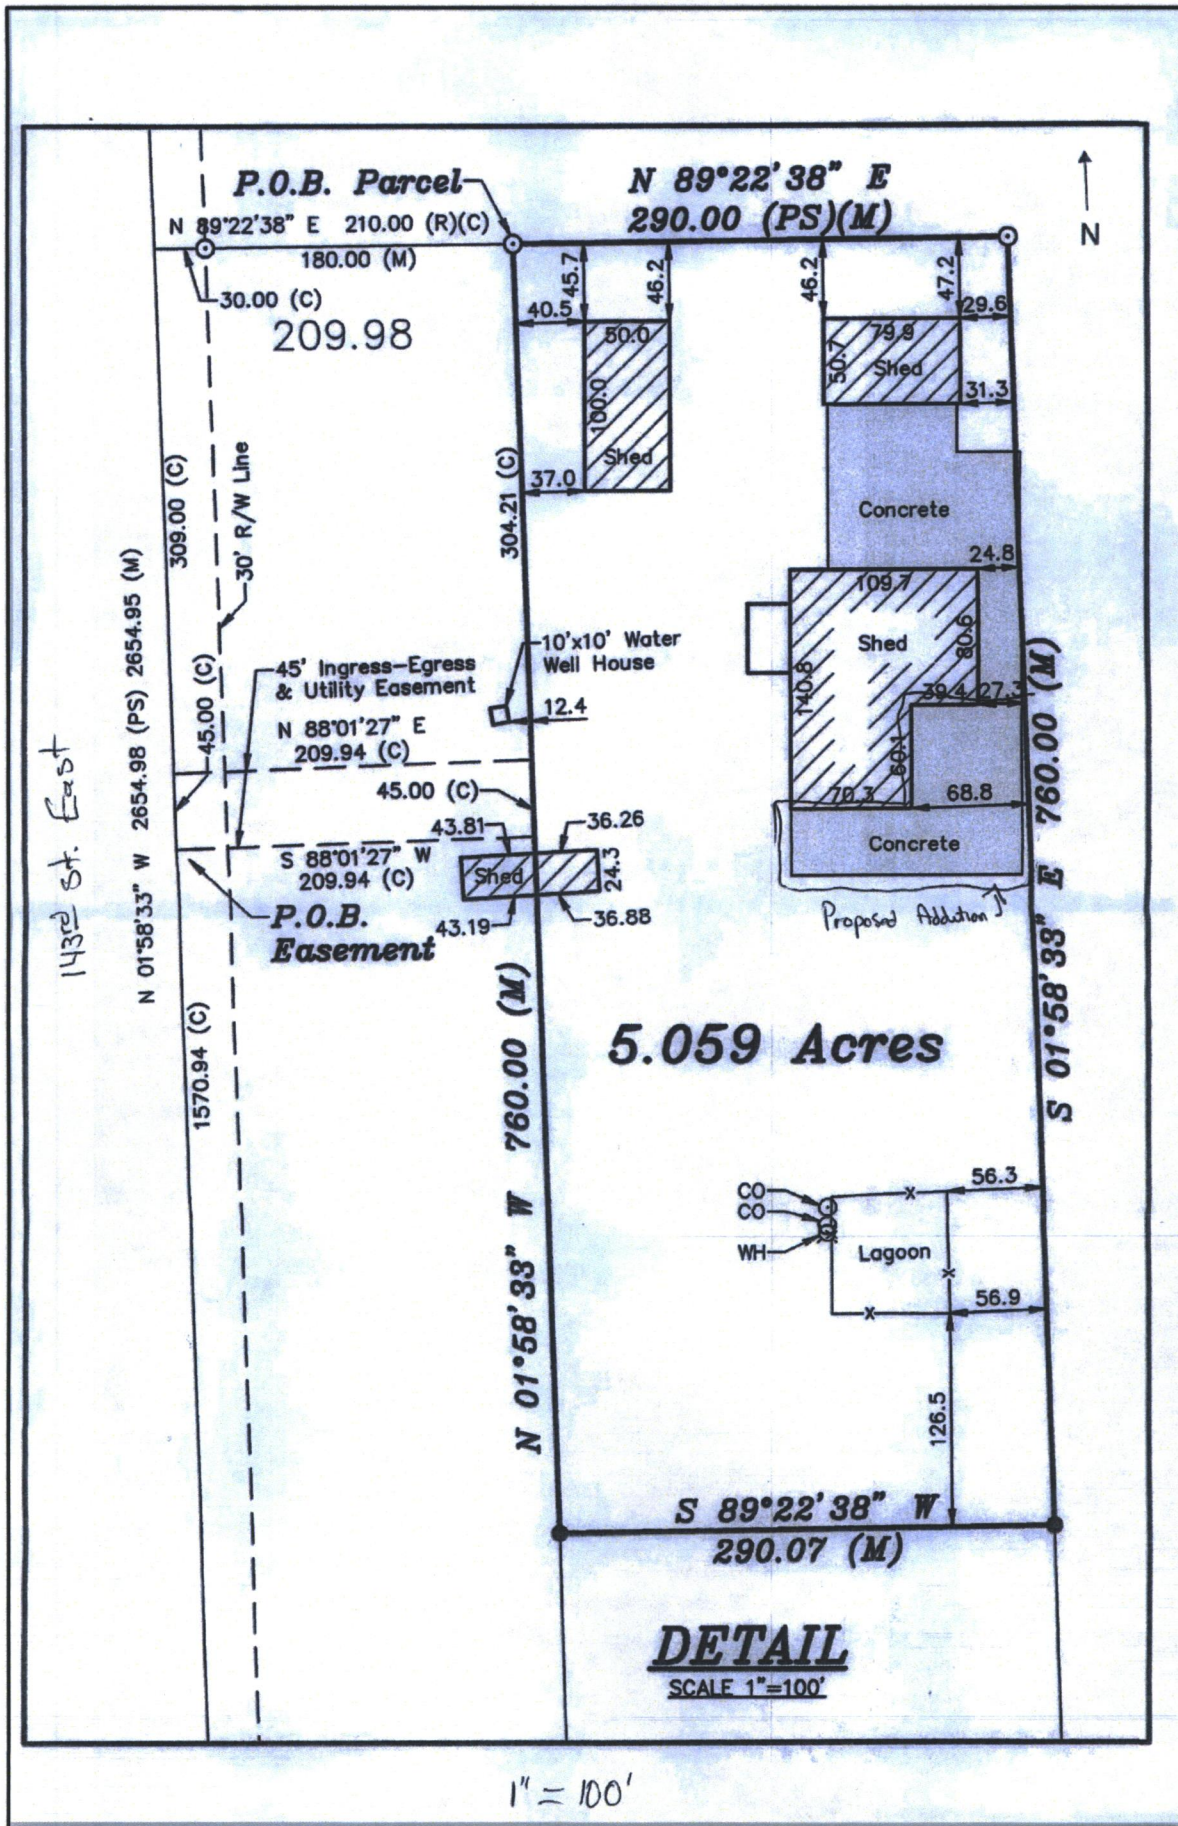 P.O.B. Parcel
N 89°22'38" E 210.00 (R)(C)
180.00 (M)
30.00 (C)
209.98
N 89°22'38" E
290.00 (PS)(M)
N
45.7
46.2
40.5
50.0
100.0
Shed
37.0
46.2
47.2
29.6
79.9
50.7
Shed
31.3
Concrete
24.8
109.7
Shed
80.6
140.8
39.4
27.3
60.1
70.3
68.8
Concrete
Proposed Addution
309.00 (C)
30' R/W Line
304.21 (C)
N 01°58'33" W 2654.98 (PS) 2654.95 (M)
45.00 (C)
45' Ingress-Egress
& Utility Easement
N 88°01'27" E
209.94 (C)
10'x10' Water
Well House
12.4
45.00 (C)
43.81
36.26
S 88°01'27" W
209.94 (C)
Shed
24.3
43.19
36.88
P.O.B.
Easement
143rd St. East
1570.94 (C)
N 01°58'33" W 760.00 (M)
S 01°58'33" E 760.00 (M)
5.059 Acres
CO
CO
WH
X
56.3
Lagoon
X
X
56.9
126.5
S 89°22'38" W
290.07 (M)
DETAIL
SCALE 1"=100'
1" = 100'